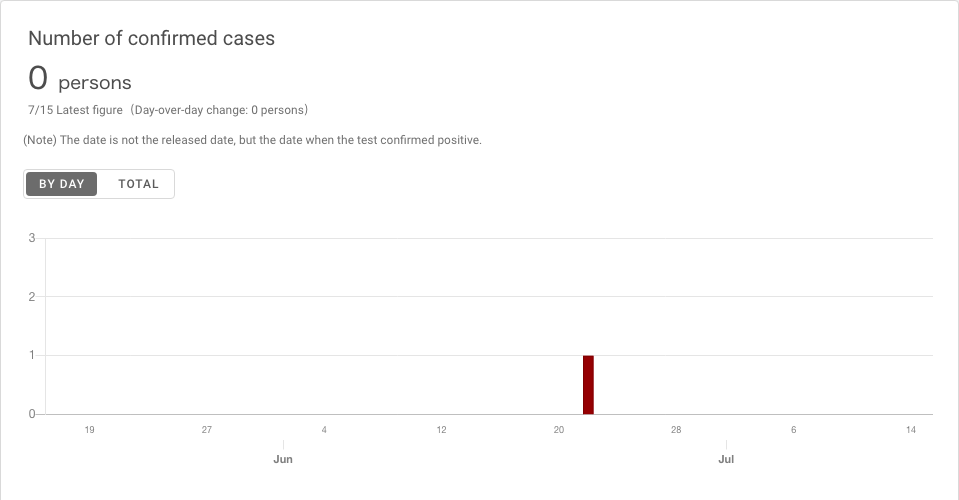 Number of confirmed cases
0 persons
7/15 Latest figure（Day-over-day change: 0 persons）
(Note) The date is not the released date, but the date when the test confirmed positive.
BY DAY TOTAL
3
2
1
0
19 27 4 12 20 28 6 14
Jun Jul